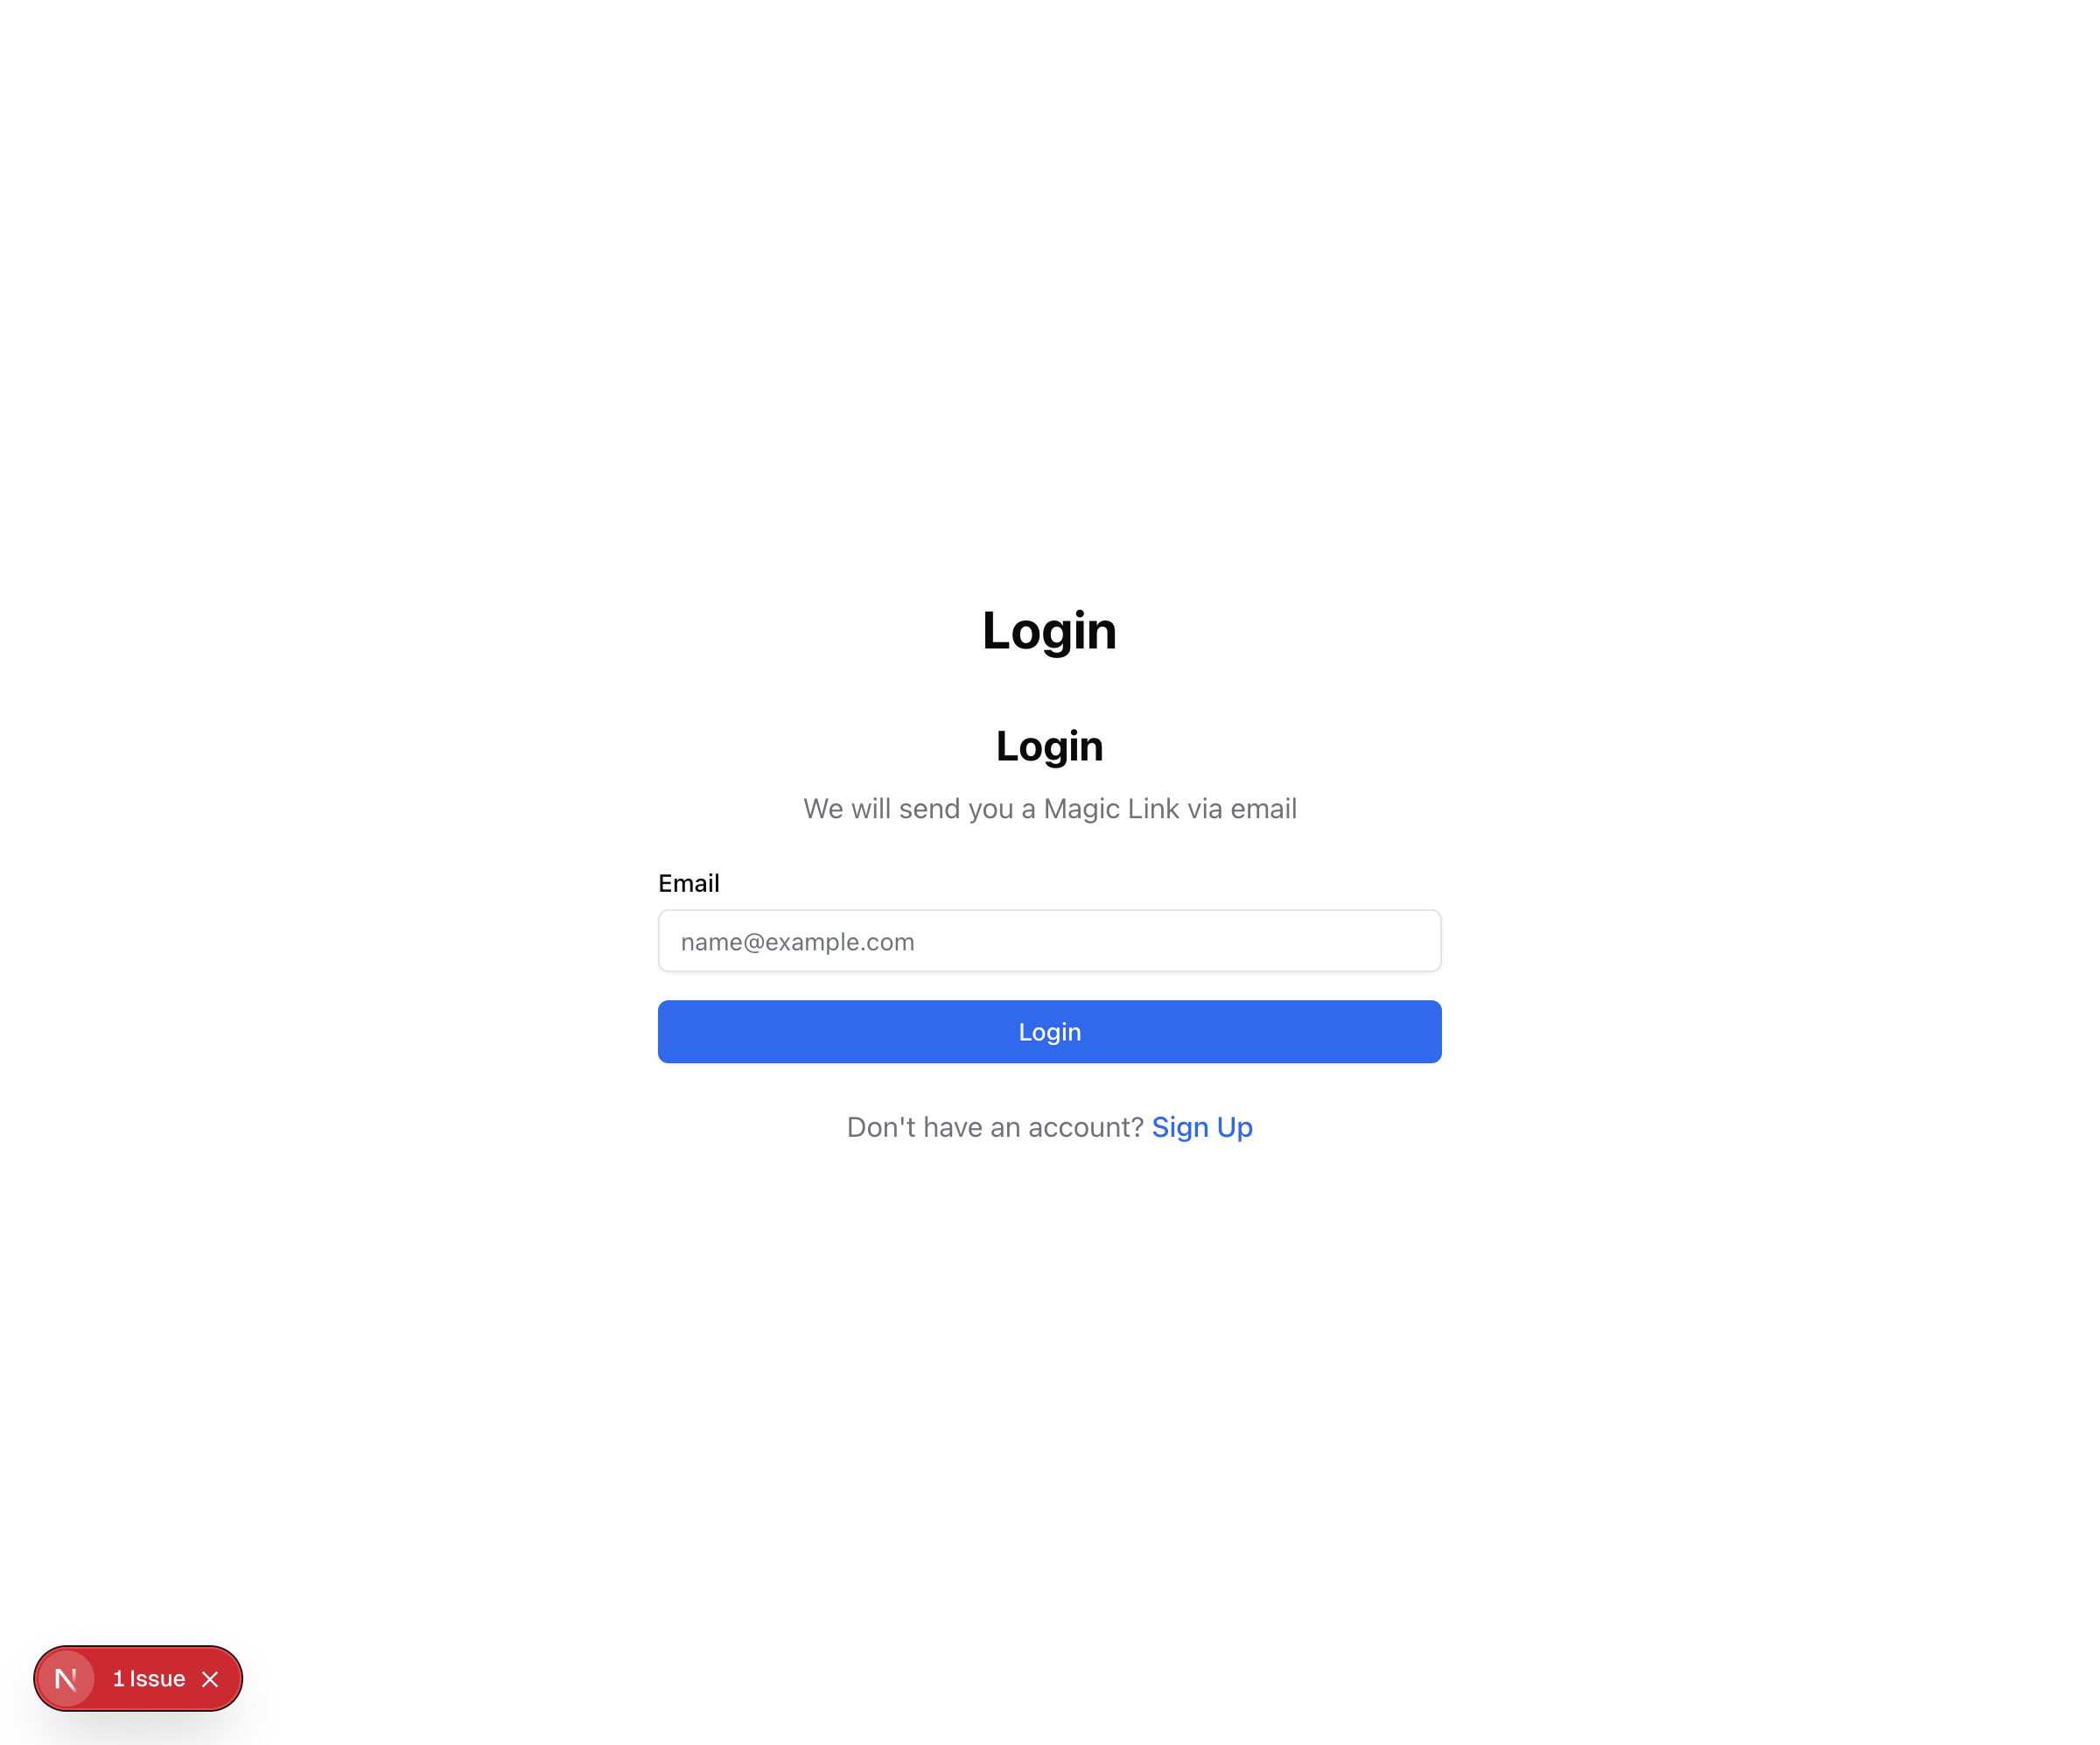 Login
Login
We will send you a Magic Link via email
Email
name@example.com
Login
Don't have an account? Sign Up
N 1 Issue